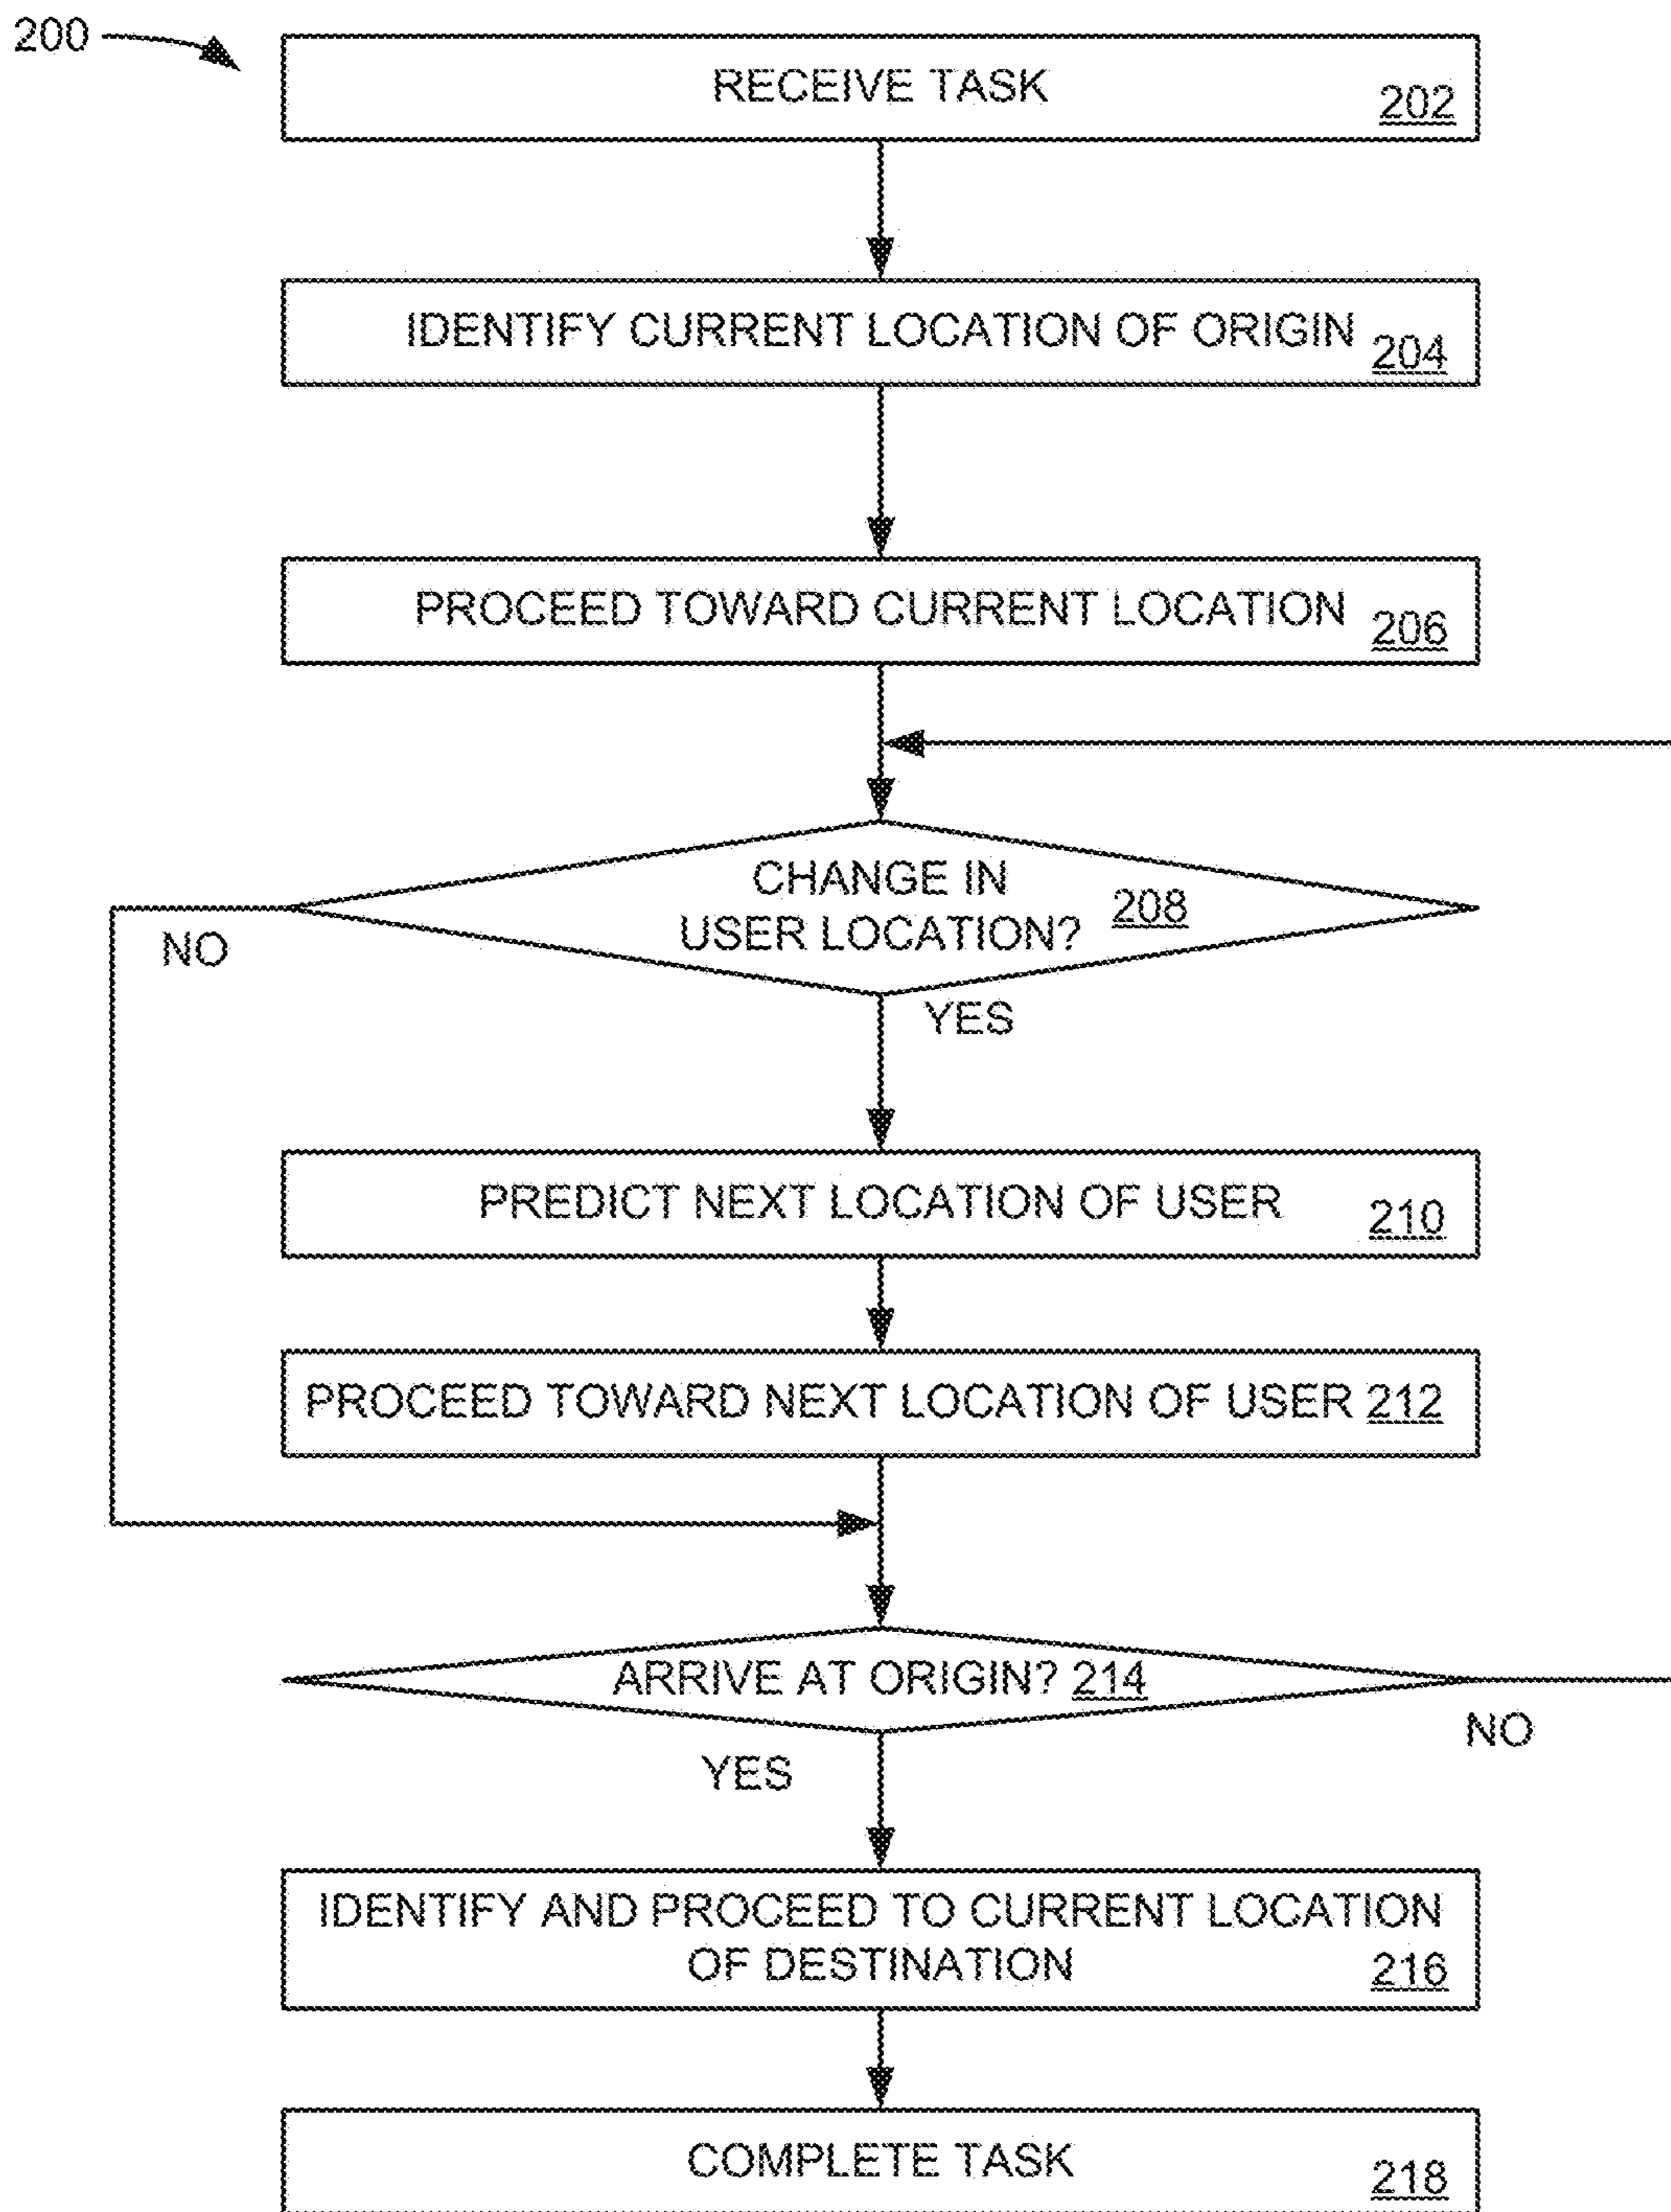 200
RECEIVE TASK
202
IDENTIFY CURRENT LOCATION OF ORIGIN
204
PROCEED TOWARD CURRENT LOCATION
206
CHANGE IN
USER LOCATION?
208
NO
YES
PREDICT NEXT LOCATION OF USER
210
PROCEED TOWARD NEXT LOCATION OF USER 212
ARRIVE AT ORIGIN? 214
NO
YES
IDENTIFY AND PROCEED TO CURRENT LOCATION
OF DESTINATION
216
COMPLETE TASK
218